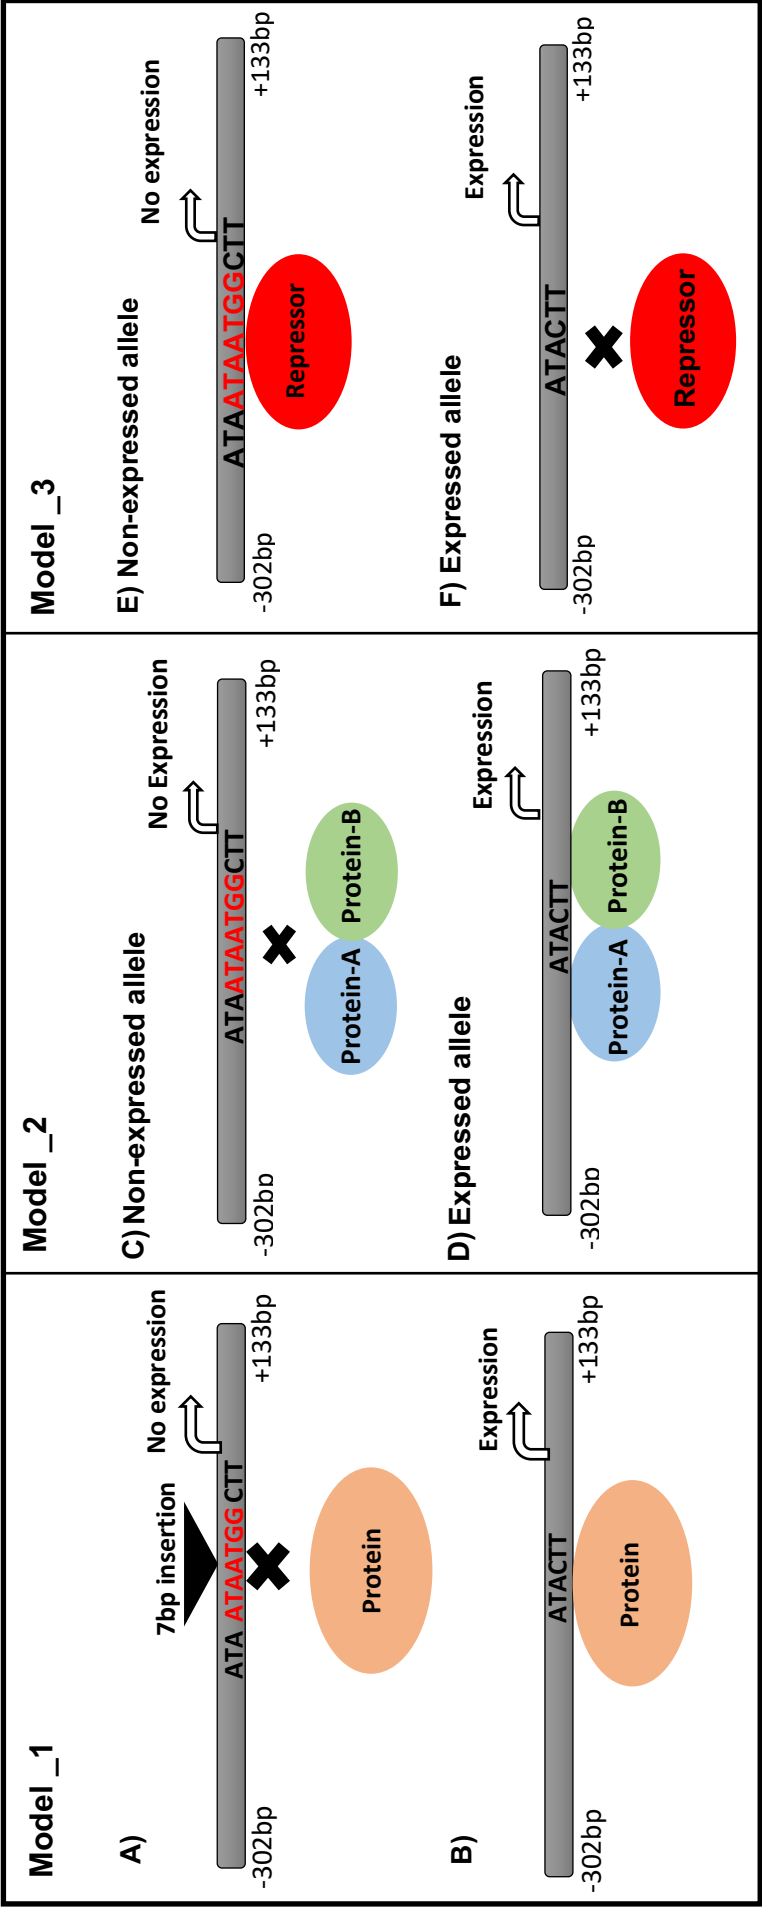 Model _1
A)
7bp insertion
No expression
ATA ATAATGG CTT
-302bp
+133bp
Protein
B)
Expression
ATACTT
-302bp
+133bp
Protein
Model _2
C) Non-expressed allele
No Expression
ATAATAATGGCTT
-302bp
+133bp
Protein-A
Protein-B
D) Expressed allele
Expression
ATACTT
-302bp
+133bp
Protein-A
Protein-B
Model _3
E) Non-expressed allele
No expression
ATAATAATGGCTT
-302bp
+133bp
Repressor
F) Expressed allele
Expression
ATACTT
-302bp
+133bp
Repressor